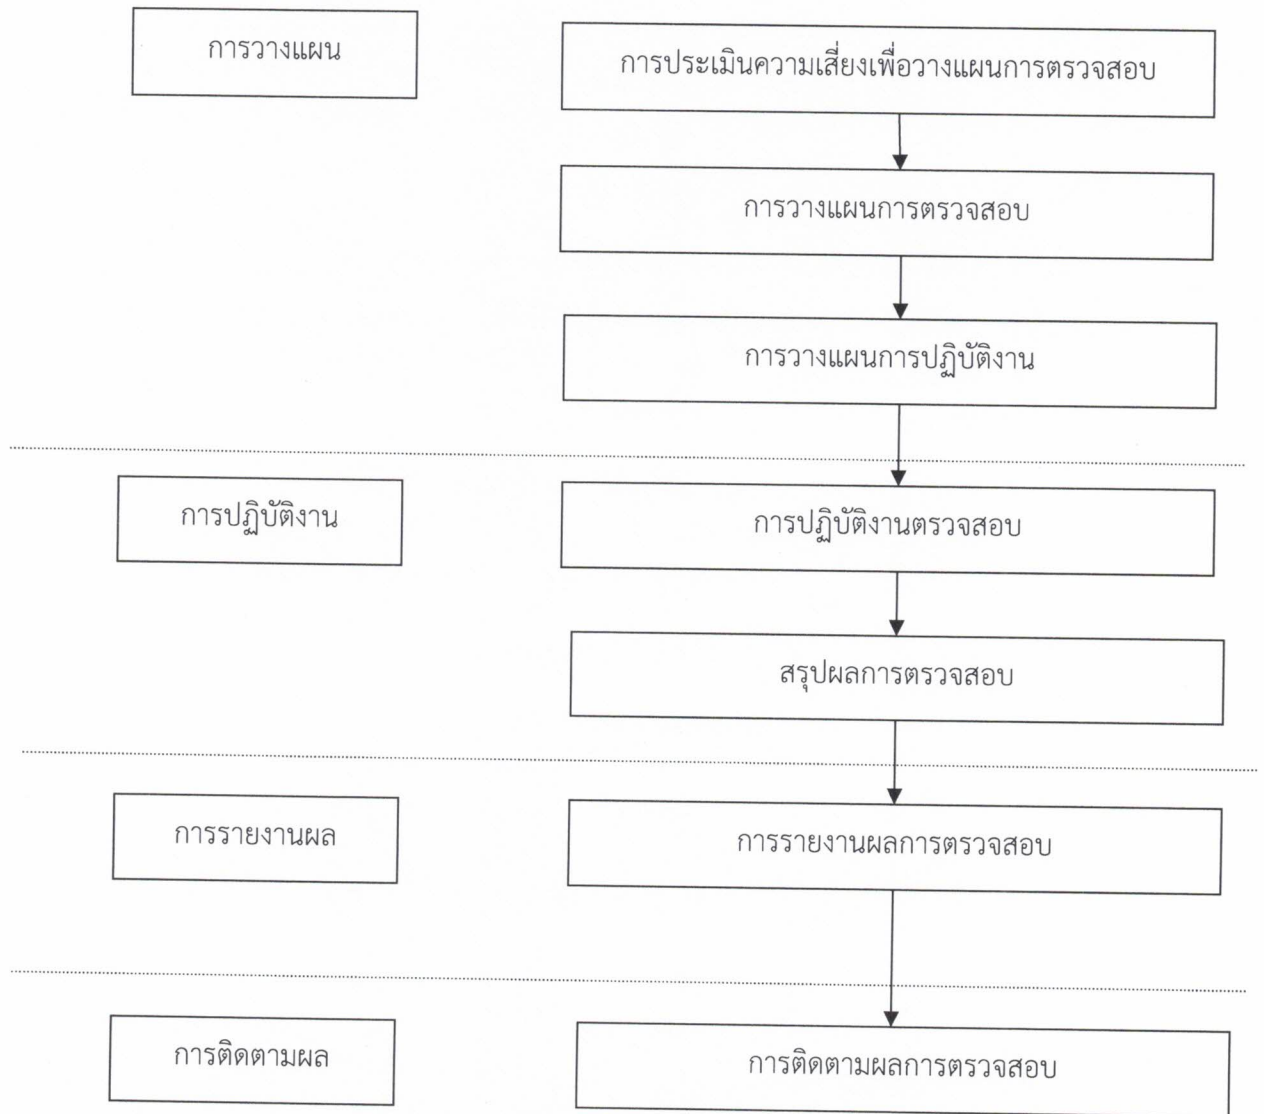 การวางแผน
การประเมินความเสี่ยงเพื่อวางแผนการตรวจสอบ
การวางแผนการตรวจสอบ
การวางแผนการปฏิบัติงาน
การปฏิบัติงาน
การปฏิบัติงานตรวจสอบ
สรุปผลการตรวจสอบ
การรายงานผล
การรายงานผลการตรวจสอบ
การติดตามผล
การติดตามผลการตรวจสอบ